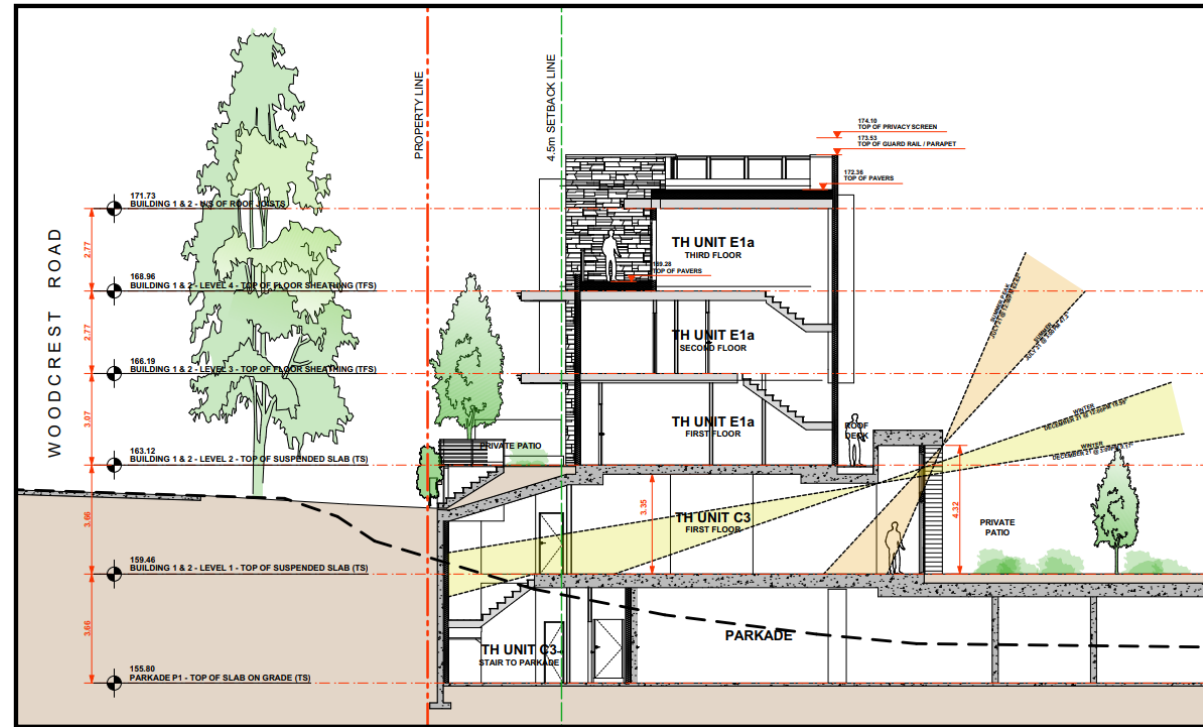 WOODCREST ROAD
PROPERTY LINE
4.5m SETBACK LINE
174.10
TOP OF PRIVACY SCREEN
173.53
TOP OF GUARD RAIL / PARAPET
172.36
TOP OF PAVERS
171.73
BUILDING 1 & 2 - U/S OF ROOF JOISTS
2.77
TH UNIT E1a
THIRD FLOOR
169.28
TOP OF PAVERS
168.96
BUILDING 1 & 2 - LEVEL 4 - TOP OF FLOOR SHEATHING (TFS)
2.77
TH UNIT E1a
SECOND FLOOR
166.19
BUILDING 1 & 2 - LEVEL 3 - TOP OF FLOOR SHEATHING (TFS)
3.07
TH UNIT E1a
FIRST FLOOR
ROOF
DECK
WINTER
WINTER
PRIVATE PATIO
163.12
BUILDING 1 & 2 - LEVEL 2 - TOP OF SUSPENDED SLAB (TS)
3.66
3.35
TH UNIT C3
FIRST FLOOR
4.32
PRIVATE
PATIO
159.46
BUILDING 1 & 2 - LEVEL 1 - TOP OF SUSPENDED SLAB (TS)
3.66
PARKADE
TH UNIT C3
STAIR TO PARKADE
155.80
PARKADE P1 - TOP OF SLAB ON GRADE (TS)